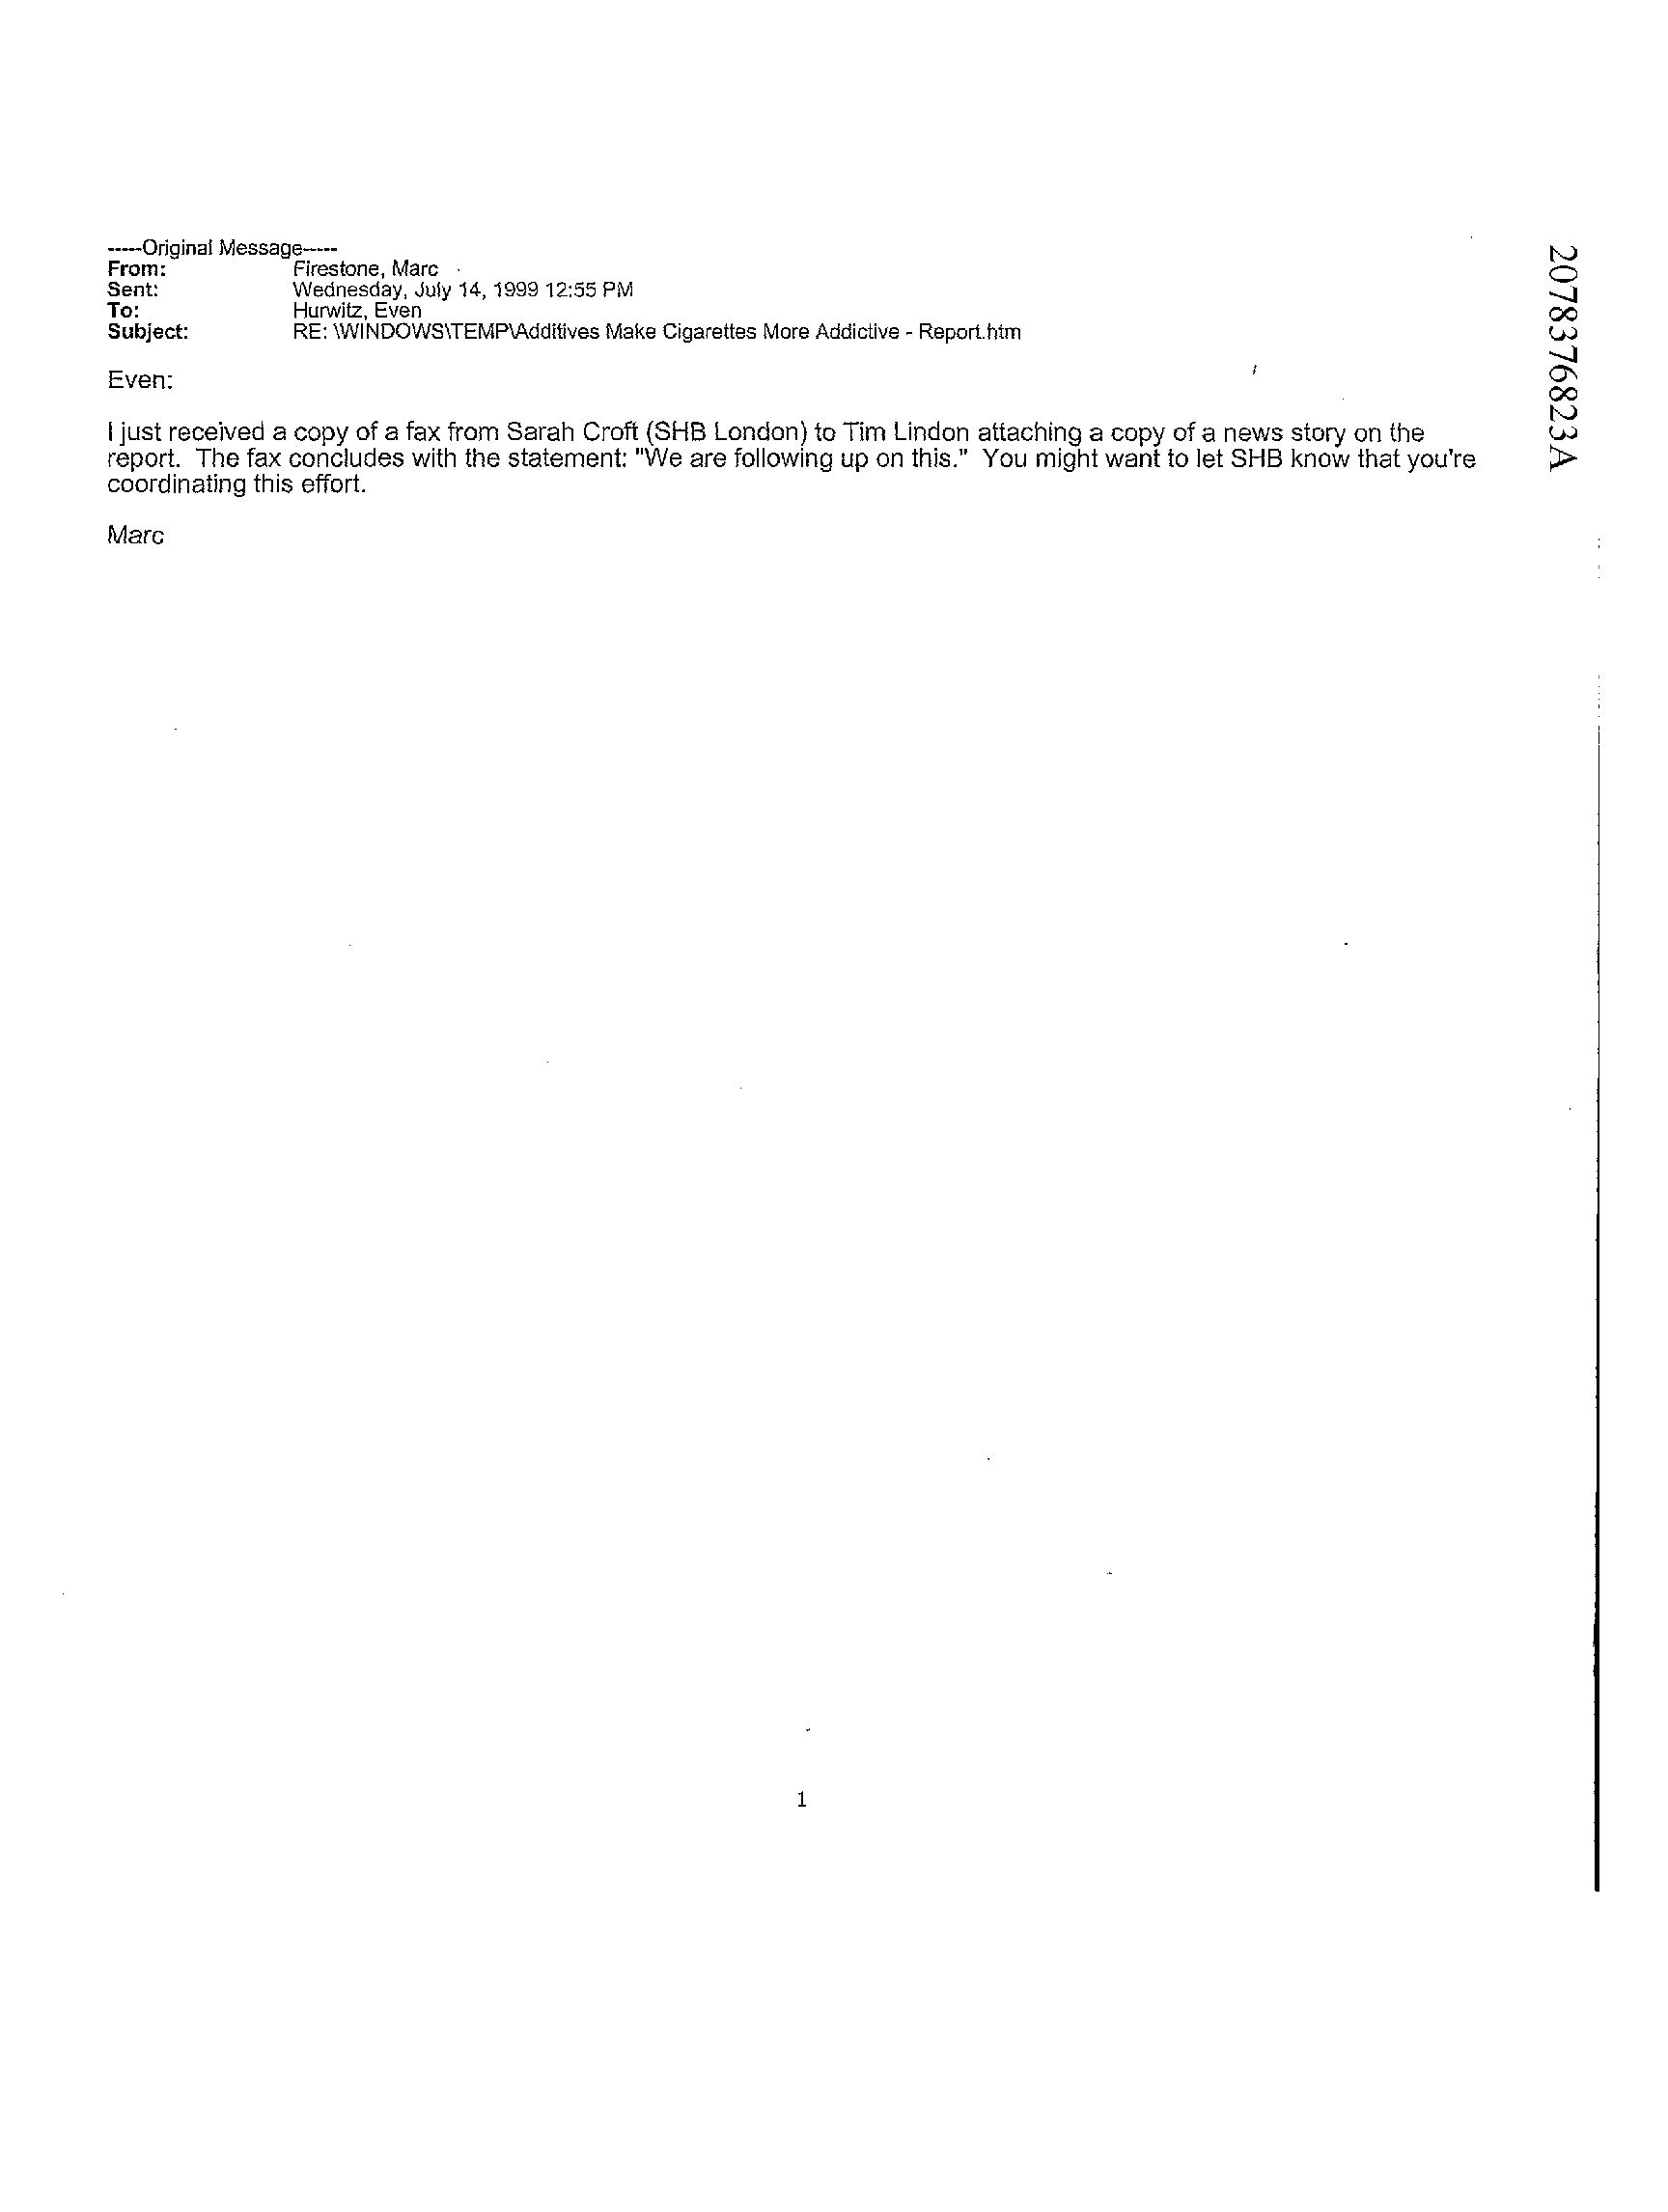 -----Original Message-----
From: Firestone, Marc
Sent: Wednesday, July 14, 1999 12:55 PM
To: Hurwitz, Even
Subject: RE: \WINDOWS\TEMP\Additives Make Cigarettes More Addictive - Report.htm
Even:
I just received a copy of a fax from Sarah Croft (SHB London) to Tim Lindon attaching a copy of a news story on the
report. The fax concludes with the statement: "We are following up on this." You might want to let SHB know that you're
coordinating this effort.
Marc
1
2078376823A